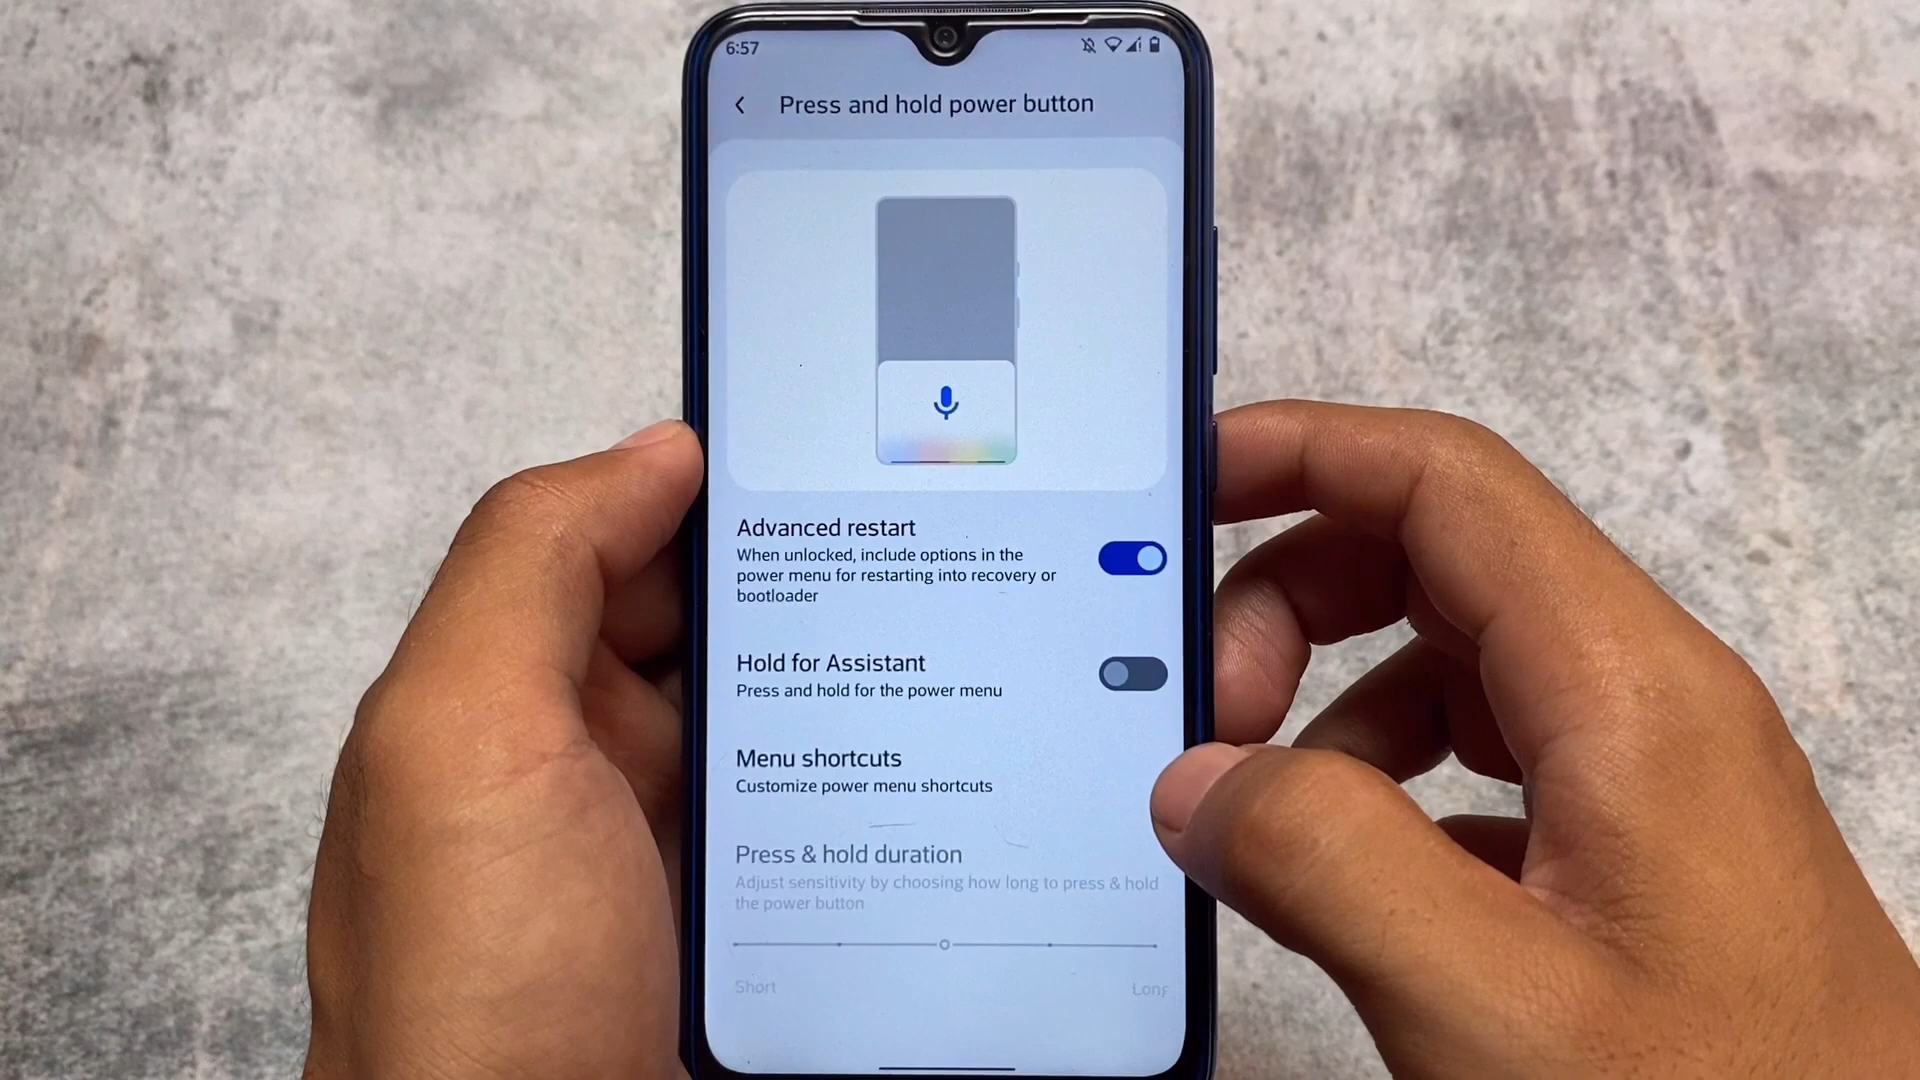 6:57
Press and hold power button
Advanced restart
When unlocked, include options in the
power menu for restarting into recovery or
bootloader
Hold for Assistant
Press and hold for the power menu
Menu shortcuts
Customize power menu shortcuts
Press & hold duration
Adjust sensitivity by choosing how long to press & hold
the power button
Short Long